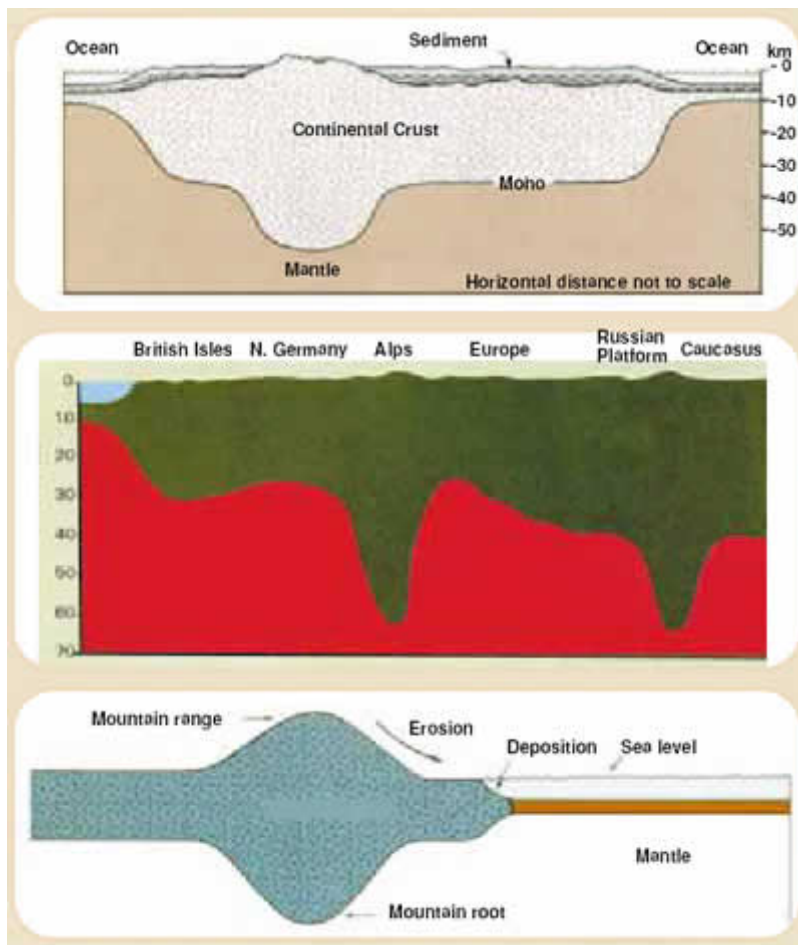 Ocean
Sediment
Ocean
km
- 0
-10
-20
-30
-40
-50
Continental Crust
Moho
Mantle
Horizontal distance not to scale
British Isles N. Germany Alps Europe Russian Platform Caucasus
0
10
20
30
40
50
60
70
Mountain range
Erosion
Deposition
Sea level
Mantle
Mountain root